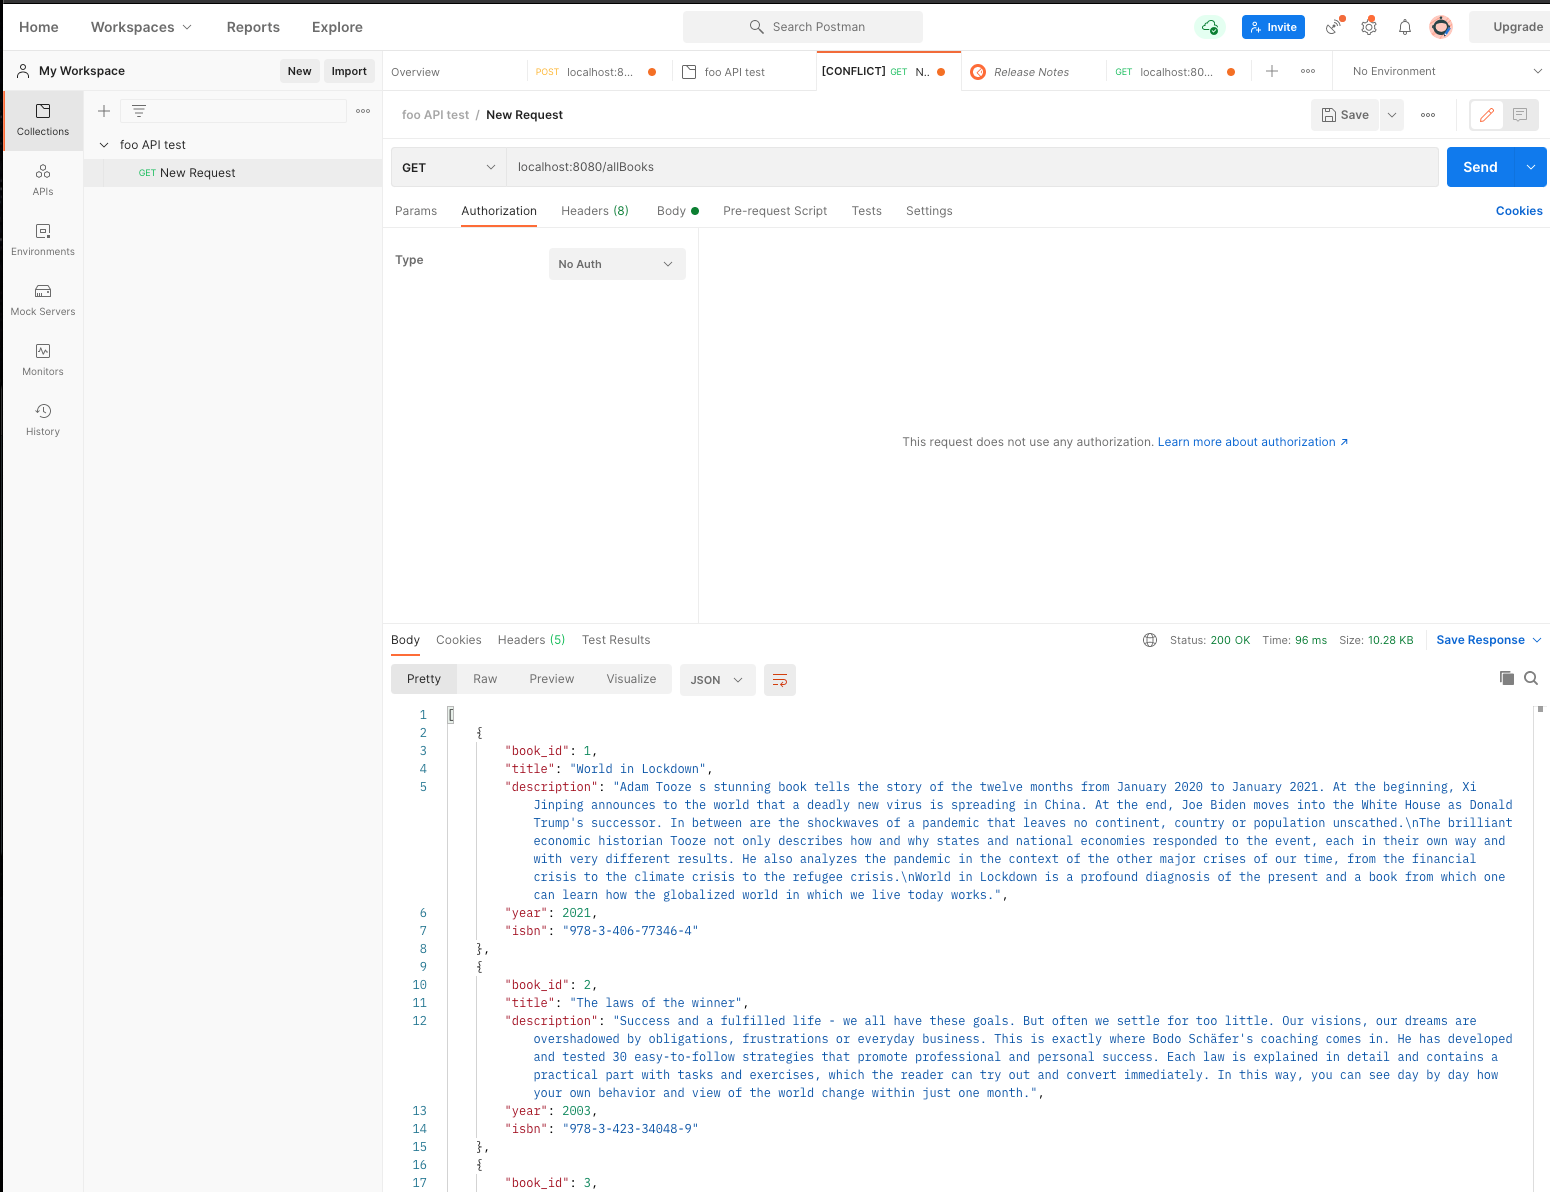 Home Workspaces Reports Explore Search Postman Invite Upgrade
My Workspace New Import
Overview POST localhost:8... foo API test [CONFLICT] GET N.. Release Notes GET localhost:80... No Environment
Collections
APIs
Environments
Mock Servers
Monitors
History
foo API test
GET New Request
foo API test / New Request Save
GET localhost:8080/allBooks Send
Params Authorization Headers (8) Body Pre-request Script Tests Settings Cookies
Type No Auth
This request does not use any authorization. Learn more about authorization ↗
Body Cookies Headers (5) Test Results Status: 200 OK Time: 96 ms Size: 10.28 KB Save Response
Pretty Raw Preview Visualize JSON
1 [
2 {
3 "book_id": 1,
4 "title": "World in Lockdown",
5 "description": "Adam Tooze s stunning book tells the story of the twelve months from January 2020 to January 2021. At the beginning, Xi
Jinping announces to the world that a deadly new virus is spreading in China. At the end, Joe Biden moves into the White House as Donald
Trump's successor. In between are the shockwaves of a pandemic that leaves no continent, country or population unscathed.\nThe brilliant
economic historian Tooze not only describes how and why states and national economies responded to the event, each in their own way and
with very different results. He also analyzes the pandemic in the context of the other major crises of our time, from the financial
crisis to the climate crisis to the refugee crisis.\nWorld in Lockdown is a profound diagnosis of the present and a book from which one
can learn how the globalized world in which we live today works.",
6 "year": 2021,
7 "isbn": "978-3-406-77346-4"
8 },
9 {
10 "book_id": 2,
11 "title": "The laws of the winner",
12 "description": "Success and a fulfilled life - we all have these goals. But often we settle for too little. Our visions, our dreams are
overshadowed by obligations, frustrations or everyday business. This is exactly where Bodo Schäfer's coaching comes in. He has developed
and tested 30 easy-to-follow strategies that promote professional and personal success. Each law is explained in detail and contains a
practical part with tasks and exercises, which the reader can try out and convert immediately. In this way, you can see day by day how
your own behavior and view of the world change within just one month.",
13 "year": 2003,
14 "isbn": "978-3-423-34048-9"
15 },
16 {
17 "book_id": 3,